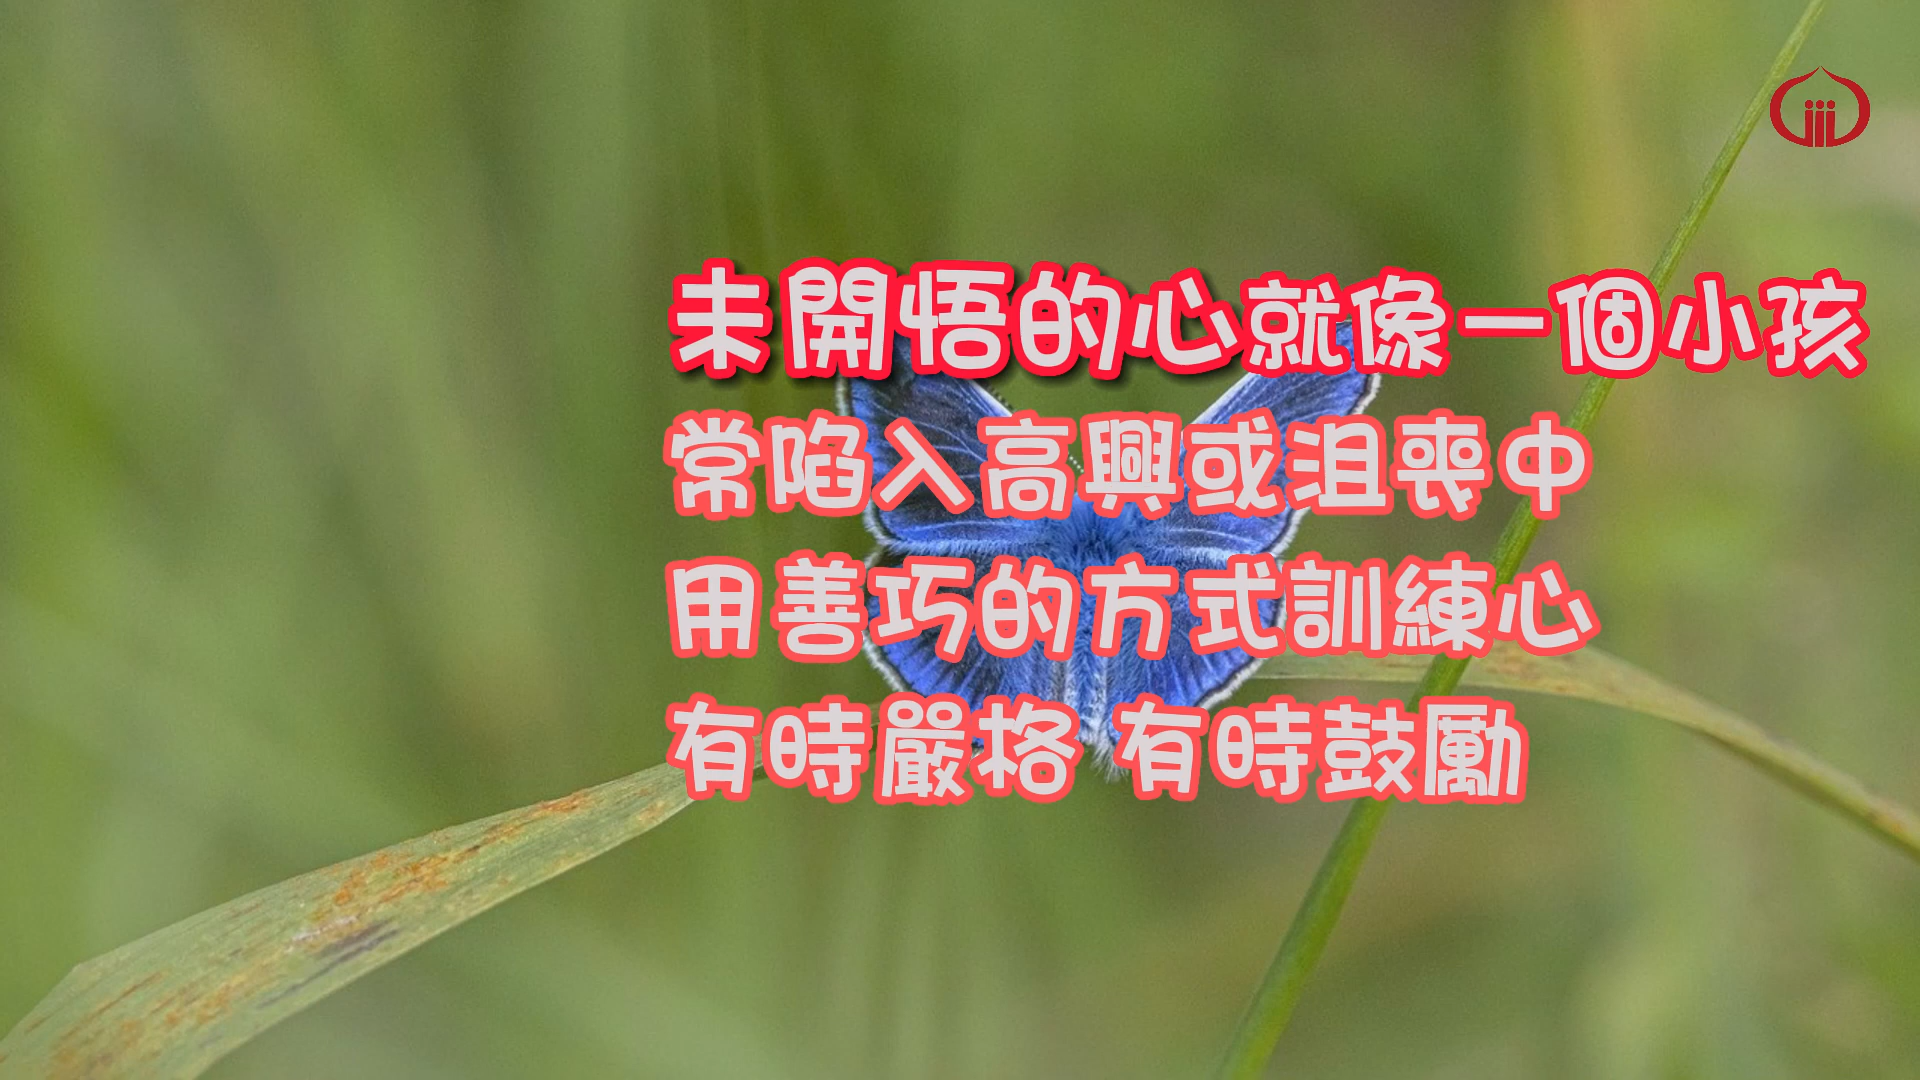 未開悟的心就像一個小孩
常陷入高興或沮喪中
用善巧的方式訓練心
有時嚴格 有時鼓勵